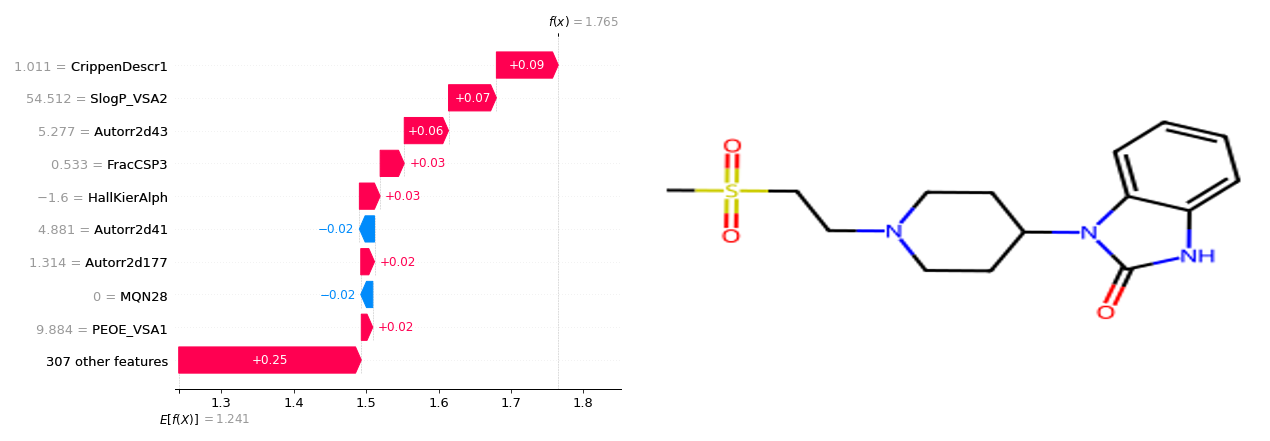 f(x) = 1.765
1.011 = CrippenDescr1
+0.09
54.512 = SlogP_VSA2
+0.07
5.277 = Autorr2d43
+0.06
0.533 = FracCSP3
+0.03
−1.6 = HallKierAlph
+0.03
4.881 = Autorr2d41
−0.02
1.314 = Autorr2d177
+0.02
0 = MQN28
−0.02
9.884 = PEOE_VSA1
+0.02
307 other features
+0.25
1.3 1.4 1.5 1.6 1.7 1.8
E[f(X)] = 1.241
O
S
O
N
N
NH
O